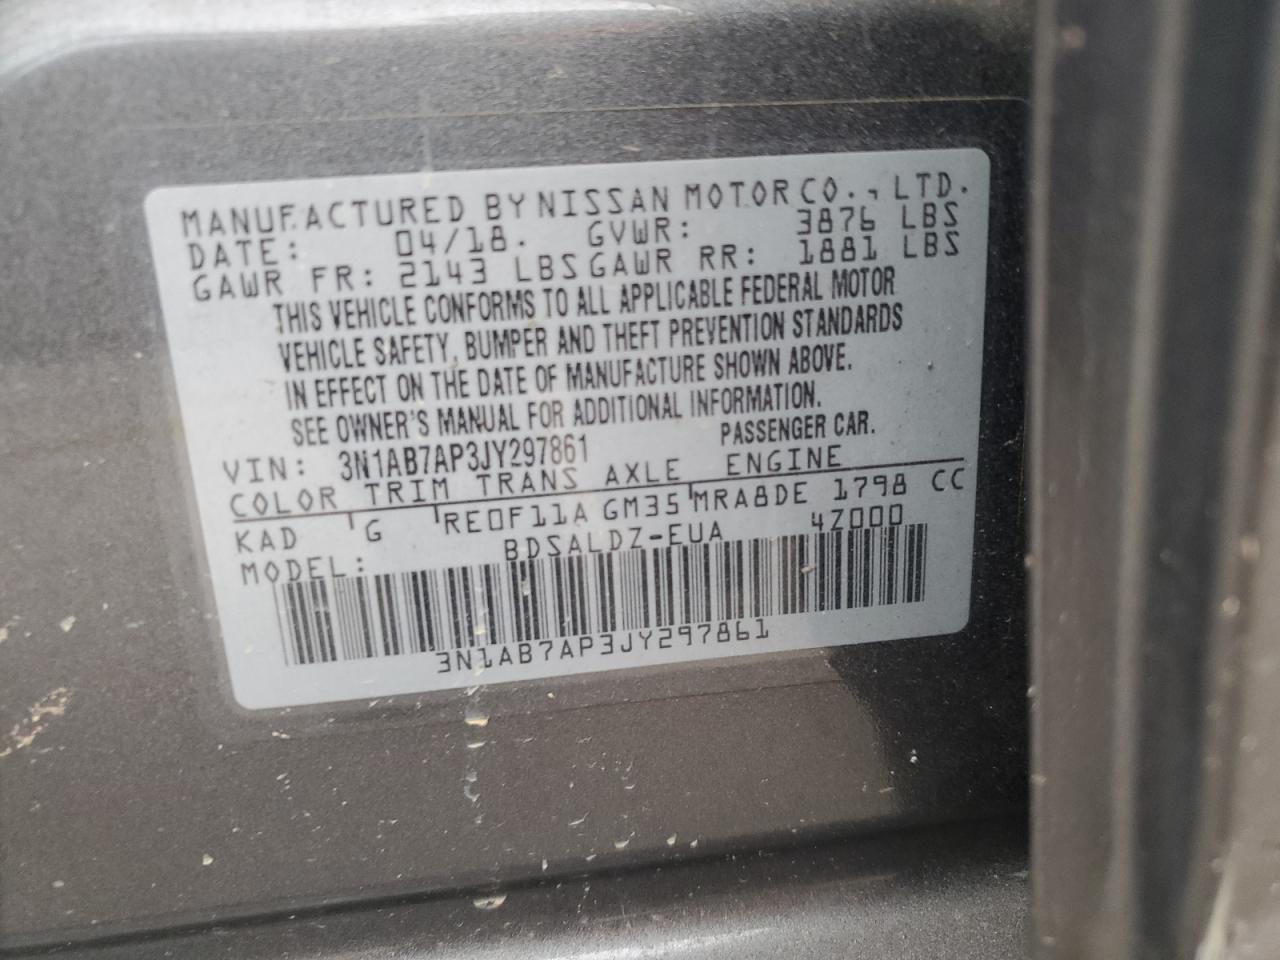 MANUFACTURED BY NISSAN MOTOR CO., LTD.
DATE: 04/18. GVWR: 3876 LBS
GAWR FR: 2143 LBS GAWR RR: 1881 LBS
THIS VEHICLE CONFORMS TO ALL APPLICABLE FEDERAL MOTOR
VEHICLE SAFETY, BUMPER AND THEFT PREVENTION STANDARDS
IN EFFECT ON THE DATE OF MANUFACTURE SHOWN ABOVE.
SEE OWNER'S MANUAL FOR ADDITIONAL INFORMATION.
VIN: 3N1AB7AP3JY297861 PASSENGER CAR.
COLOR TRIM TRANS AXLE ENGINE
KAD G RE0F11A GM35 MRA8DE 1798 CC
MODEL: BDSALDZ-EUA 4Z000
3N1AB7AP3JY297861